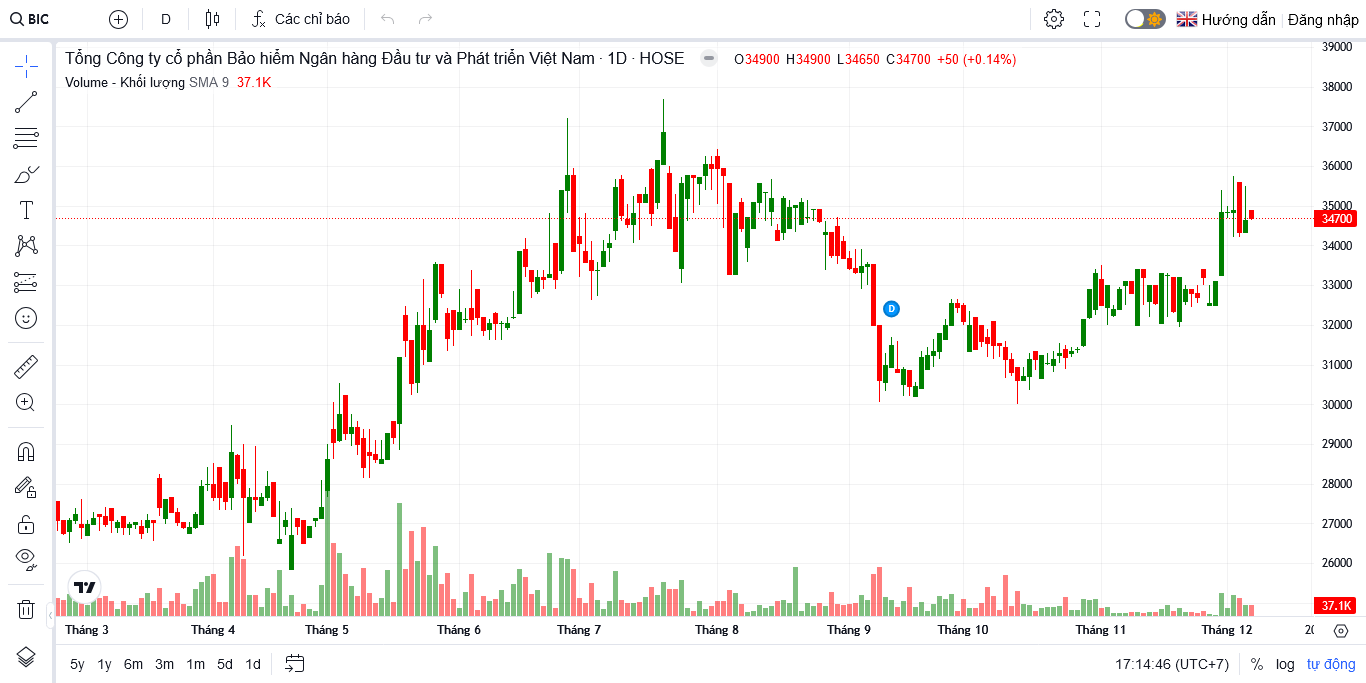 BIC D Các chỉ báo Hướng dẫn Đăng nhập
Tổng Công ty cổ phần Bảo hiểm Ngân hàng Đầu tư và Phát triển Việt Nam · 1D · HOSE O34900 H34900 L34650 C34700 +50 (+0.14%)
Volume - Khối lượng SMA 9 37.1K
39000
38000
37000
36000
35000
34700
34000
33000
32000
31000
30000
29000
28000
27000
26000
37.1K
D
Tháng 3 Tháng 4 Tháng 5 Tháng 6 Tháng 7 Tháng 8 Tháng 9 Tháng 10 Tháng 11 Tháng 12
5y 1y 6m 3m 1m 5d 1d 17:14:46 (UTC+7) % log tự động